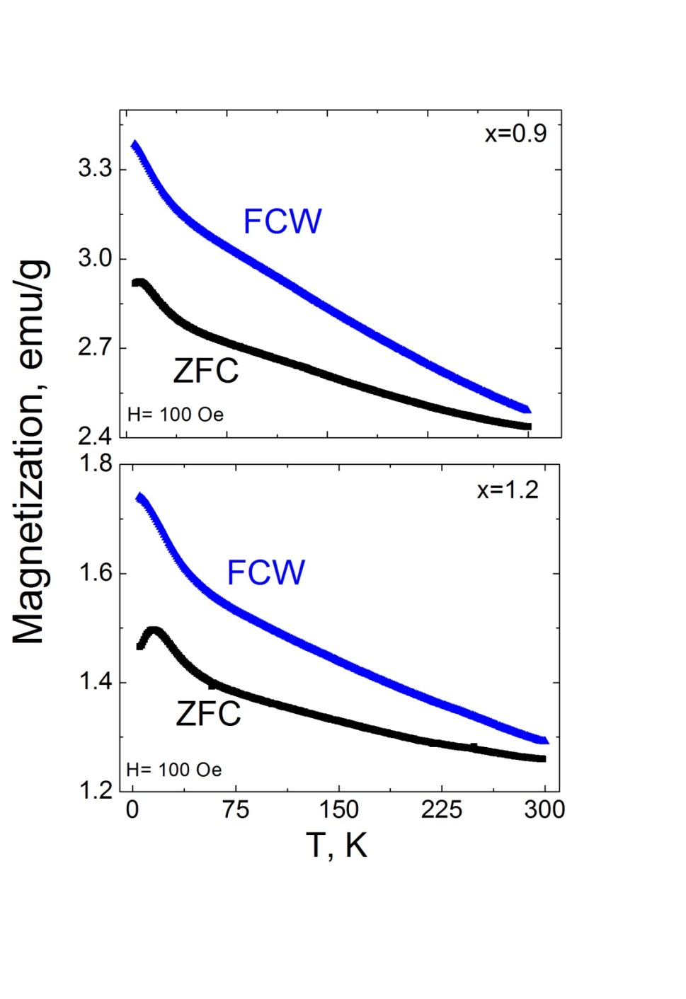 Magnetization, emu/g
x=0.9
3.3
FCW
3.0
2.7
ZFC
H= 100 Oe
2.4
1.8
x=1.2
1.6
FCW
1.4
ZFC
H= 100 Oe
1.2
0 75 150 225 300
T, K